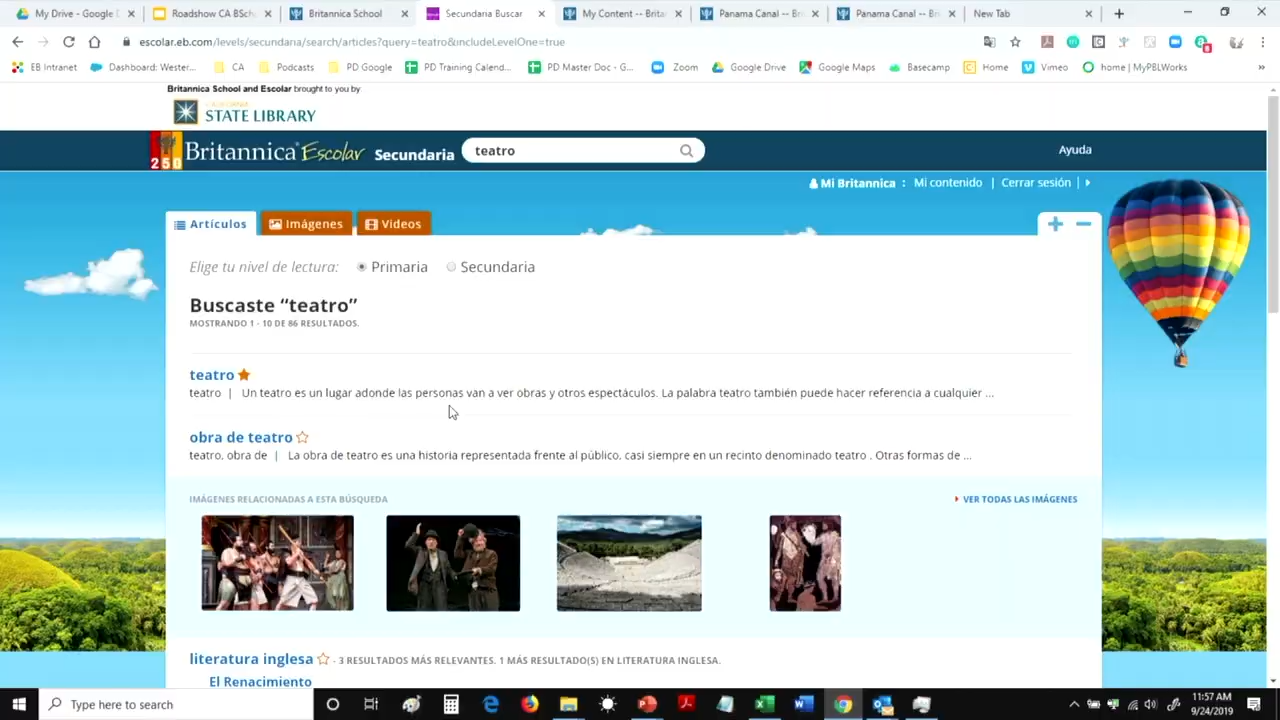 My Drive - Google D
Roadshow CA BSch
Britannica School
Secundaria Buscar
My Content -- Britan
Panama Canal -- Brit
Panama Canal -- Brit
New Tab
escolar.eb.com/levels/secundaria/search/articles?query=teatro&includeLevelOne=true
EB Intranet
Dashboard: Wester...
CA
Podcasts
PD Google
PD Training Calend...
PD Master Doc - G...
Zoom
Google Drive
Google Maps
Basecamp
Home
Vimeo
home | MyPBLWorks
»
Britannica School and Escolar brought to you by
CALIFORNIA
STATE LIBRARY
250
Britannica Escolar Secundaria
teatro
Ayuda
Mi Britannica : Mi contenido | Cerrar sesión |
Artículos
Imágenes
Videos
Elige tu nivel de lectura: Primaria Secundaria
Buscaste “teatro”
MOSTRANDO 1 - 10 DE 86 RESULTADOS.
teatro
teatro | Un teatro es un lugar adonde las personas van a ver obras y otros espectáculos. La palabra teatro también puede hacer referencia a cualquier ...
obra de teatro
teatro, obra de | La obra de teatro es una historia representada frente al público, casi siempre en un recinto denominado teatro . Otras formas de ...
IMÁGENES RELACIONADAS A ESTA BÚSQUEDA
VER TODAS LAS IMÁGENES
literatura inglesa - 3 RESULTADOS MÁS RELEVANTES. 1 MÁS RESULTADO(S) EN LITERATURA INGLESA.
El Renacimiento
Type here to search
11:57 AM
9/24/2019